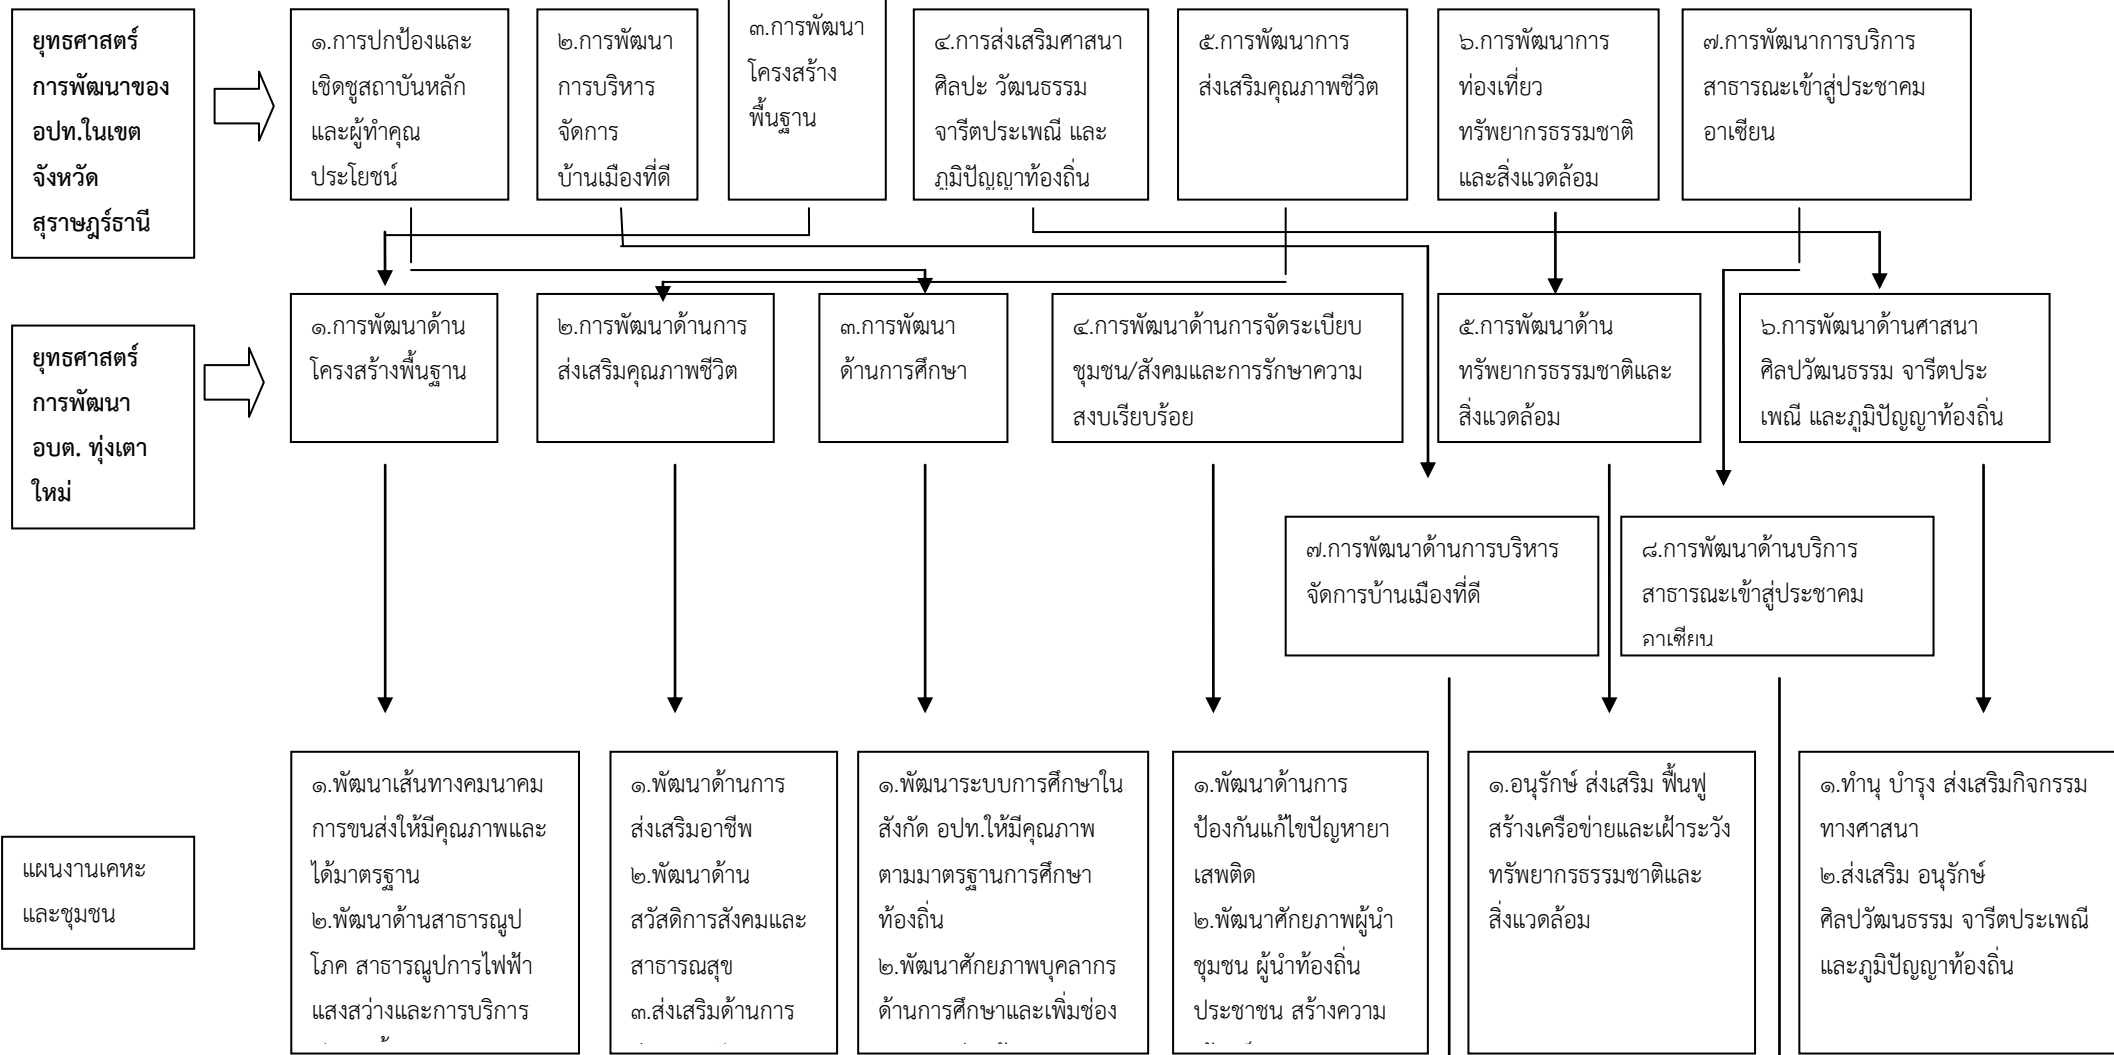 ยุทธศาสตร์
การพัฒนาของ
อปท.ในเขต
จังหวัด
สุราษฎร์ธานี
๑.การปกป้องและ
เชิดชูสถาบันหลัก
และผู้ทำคุณ
ประโยชน์
๒.การพัฒนา
การบริหาร
จัดการ
บ้านเมืองที่ดี
๓.การพัฒนา
โครงสร้าง
พื้นฐาน
๔.การส่งเสริมศาสนา
ศิลปะ วัฒนธรรม
จารีตประเพณี และ
ภูมิปัญญาท้องถิ่น
๕.การพัฒนาการ
ส่งเสริมคุณภาพชีวิต
๖.การพัฒนาการ
ท่องเที่ยว
ทรัพยากรธรรมชาติ
และสิ่งแวดล้อม
๗.การพัฒนาการบริการ
สาธารณะเข้าสู่ประชาคม
อาเซียน
ยุทธศาสตร์
การพัฒนา
อบต. ทุ่งเตา
ใหม่
๑.การพัฒนาด้าน
โครงสร้างพื้นฐาน
๒.การพัฒนาด้านการ
ส่งเสริมคุณภาพชีวิต
๓.การพัฒนา
ด้านการศึกษา
๔.การพัฒนาด้านการจัดระเบียบ
ชุมชน/สังคมและการรักษาความ
สงบเรียบร้อย
๕.การพัฒนาด้าน
ทรัพยากรธรรมชาติและ
สิ่งแวดล้อม
๖.การพัฒนาด้านศาสนา
ศิลปวัฒนธรรม จารีตประ
เพณี และภูมิปัญญาท้องถิ่น
๗.การพัฒนาด้านการบริหาร
จัดการบ้านเมืองที่ดี
๘.การพัฒนาด้านบริการ
สาธารณะเข้าสู่ประชาคม
อาเซียน
แผนงานเคหะ
และชุมชน
๑.พัฒนาเส้นทางคมนาคม
การขนส่งให้มีคุณภาพและ
ได้มาตรฐาน
๒.พัฒนาด้านสาธารณูป
โภค สาธารณูปการไฟฟ้า
แสงสว่างและการบริการ
๑.พัฒนาด้านการ
ส่งเสริมอาชีพ
๒.พัฒนาด้าน
สวัสดิการสังคมและ
สาธารณสุข
๓.ส่งเสริมด้านการ
๑.พัฒนาระบบการศึกษาใน
สังกัด อปท.ให้มีคุณภาพ
ตามมาตรฐานการศึกษา
ท้องถิ่น
๒.พัฒนาศักยภาพบุคลากร
ด้านการศึกษาและเพิ่มช่อง
๑.พัฒนาด้านการ
ป้องกันแก้ไขปัญหายา
เสพติด
๒.พัฒนาศักยภาพผู้นำ
ชุมชน ผู้นำท้องถิ่น
ประชาชน สร้างความ
๑.อนุรักษ์ ส่งเสริม ฟื้นฟู
สร้างเครือข่ายและเฝ้าระวัง
ทรัพยากรธรรมชาติและ
สิ่งแวดล้อม
๑.ทำนุ บำรุง ส่งเสริมกิจกรรม
ทางศาสนา
๒.ส่งเสริม อนุรักษ์
ศิลปวัฒนธรรม จารีตประเพณี
และภูมิปัญญาท้องถิ่น